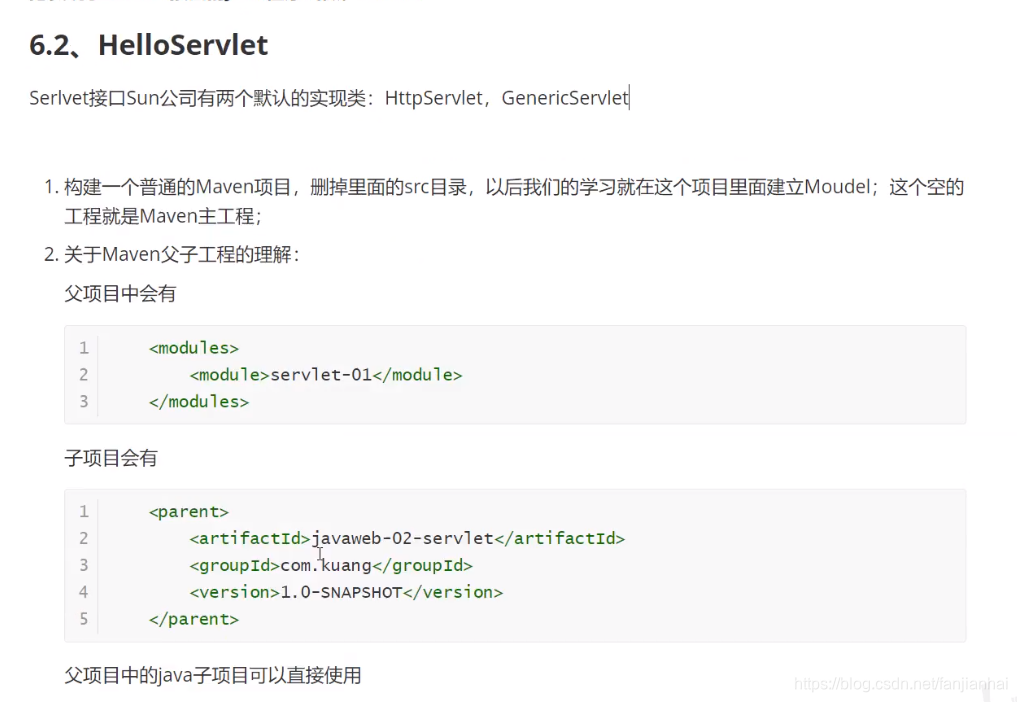 6.2、HelloServlet
Serlvet接口Sun公司有两个默认的实现类：HttpServlet，GenericServlet
1. 构建一个普通的Maven项目，删掉里面的src目录，以后我们的学习就在这个项目里面建立Moudel；这个空的
工程就是Maven主工程；
2. 关于Maven父子工程的理解：
父项目中会有
1 <modules>
2 <module>servlet-01</module>
3 </modules>
子项目会有
1 <parent>
2 <artifactId>javaweb-02-servlet</artifactId>
3 <groupId>com.kuang</groupId>
4 <version>1.0-SNAPSHOT</version>
5 </parent>
父项目中的java子项目可以直接使用
https://blog.csdn.net/fanjianhai